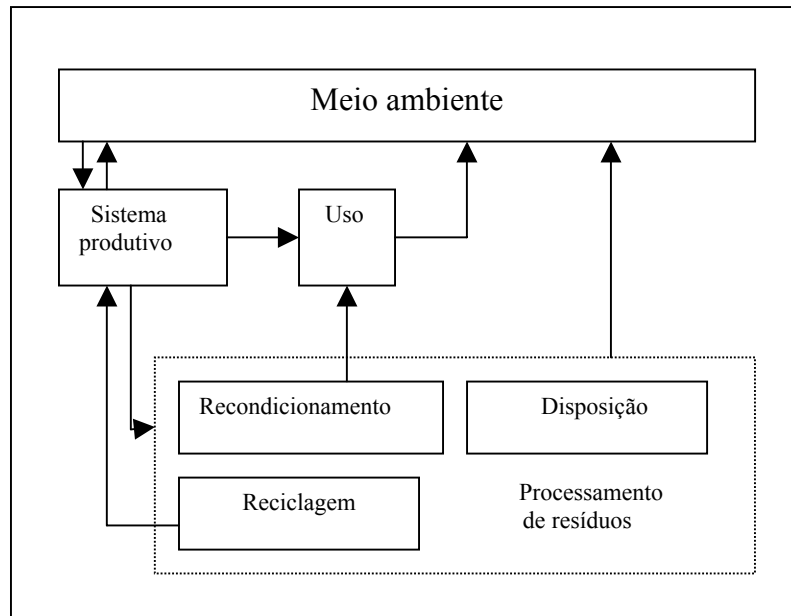 Meio ambiente
Sistema
produtivo
Uso
Recondicionamento
Disposição
Reciclagem
Processamento
de resíduos